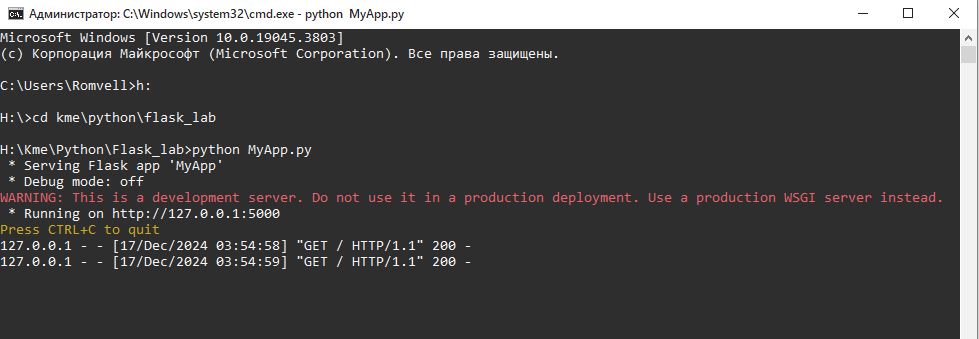 Администратор: C:\Windows\system32\cmd.exe - python  MyApp.py
Microsoft Windows [Version 10.0.19045.3803]
(c) Корпорация Майкрософт (Microsoft Corporation). Все права защищены.
C:\Users\Romvell>h:
H:\>cd kme\python\flask_lab
H:\Kme\Python\Flask_lab>python MyApp.py
 * Serving Flask app 'MyApp'
 * Debug mode: off
WARNING: This is a development server. Do not use it in a production deployment. Use a production WSGI server instead.
 * Running on http://127.0.0.1:5000
Press CTRL+C to quit
127.0.0.1 - - [17/Dec/2024 03:54:58] "GET / HTTP/1.1" 200 -
127.0.0.1 - - [17/Dec/2024 03:54:59] "GET / HTTP/1.1" 200 -